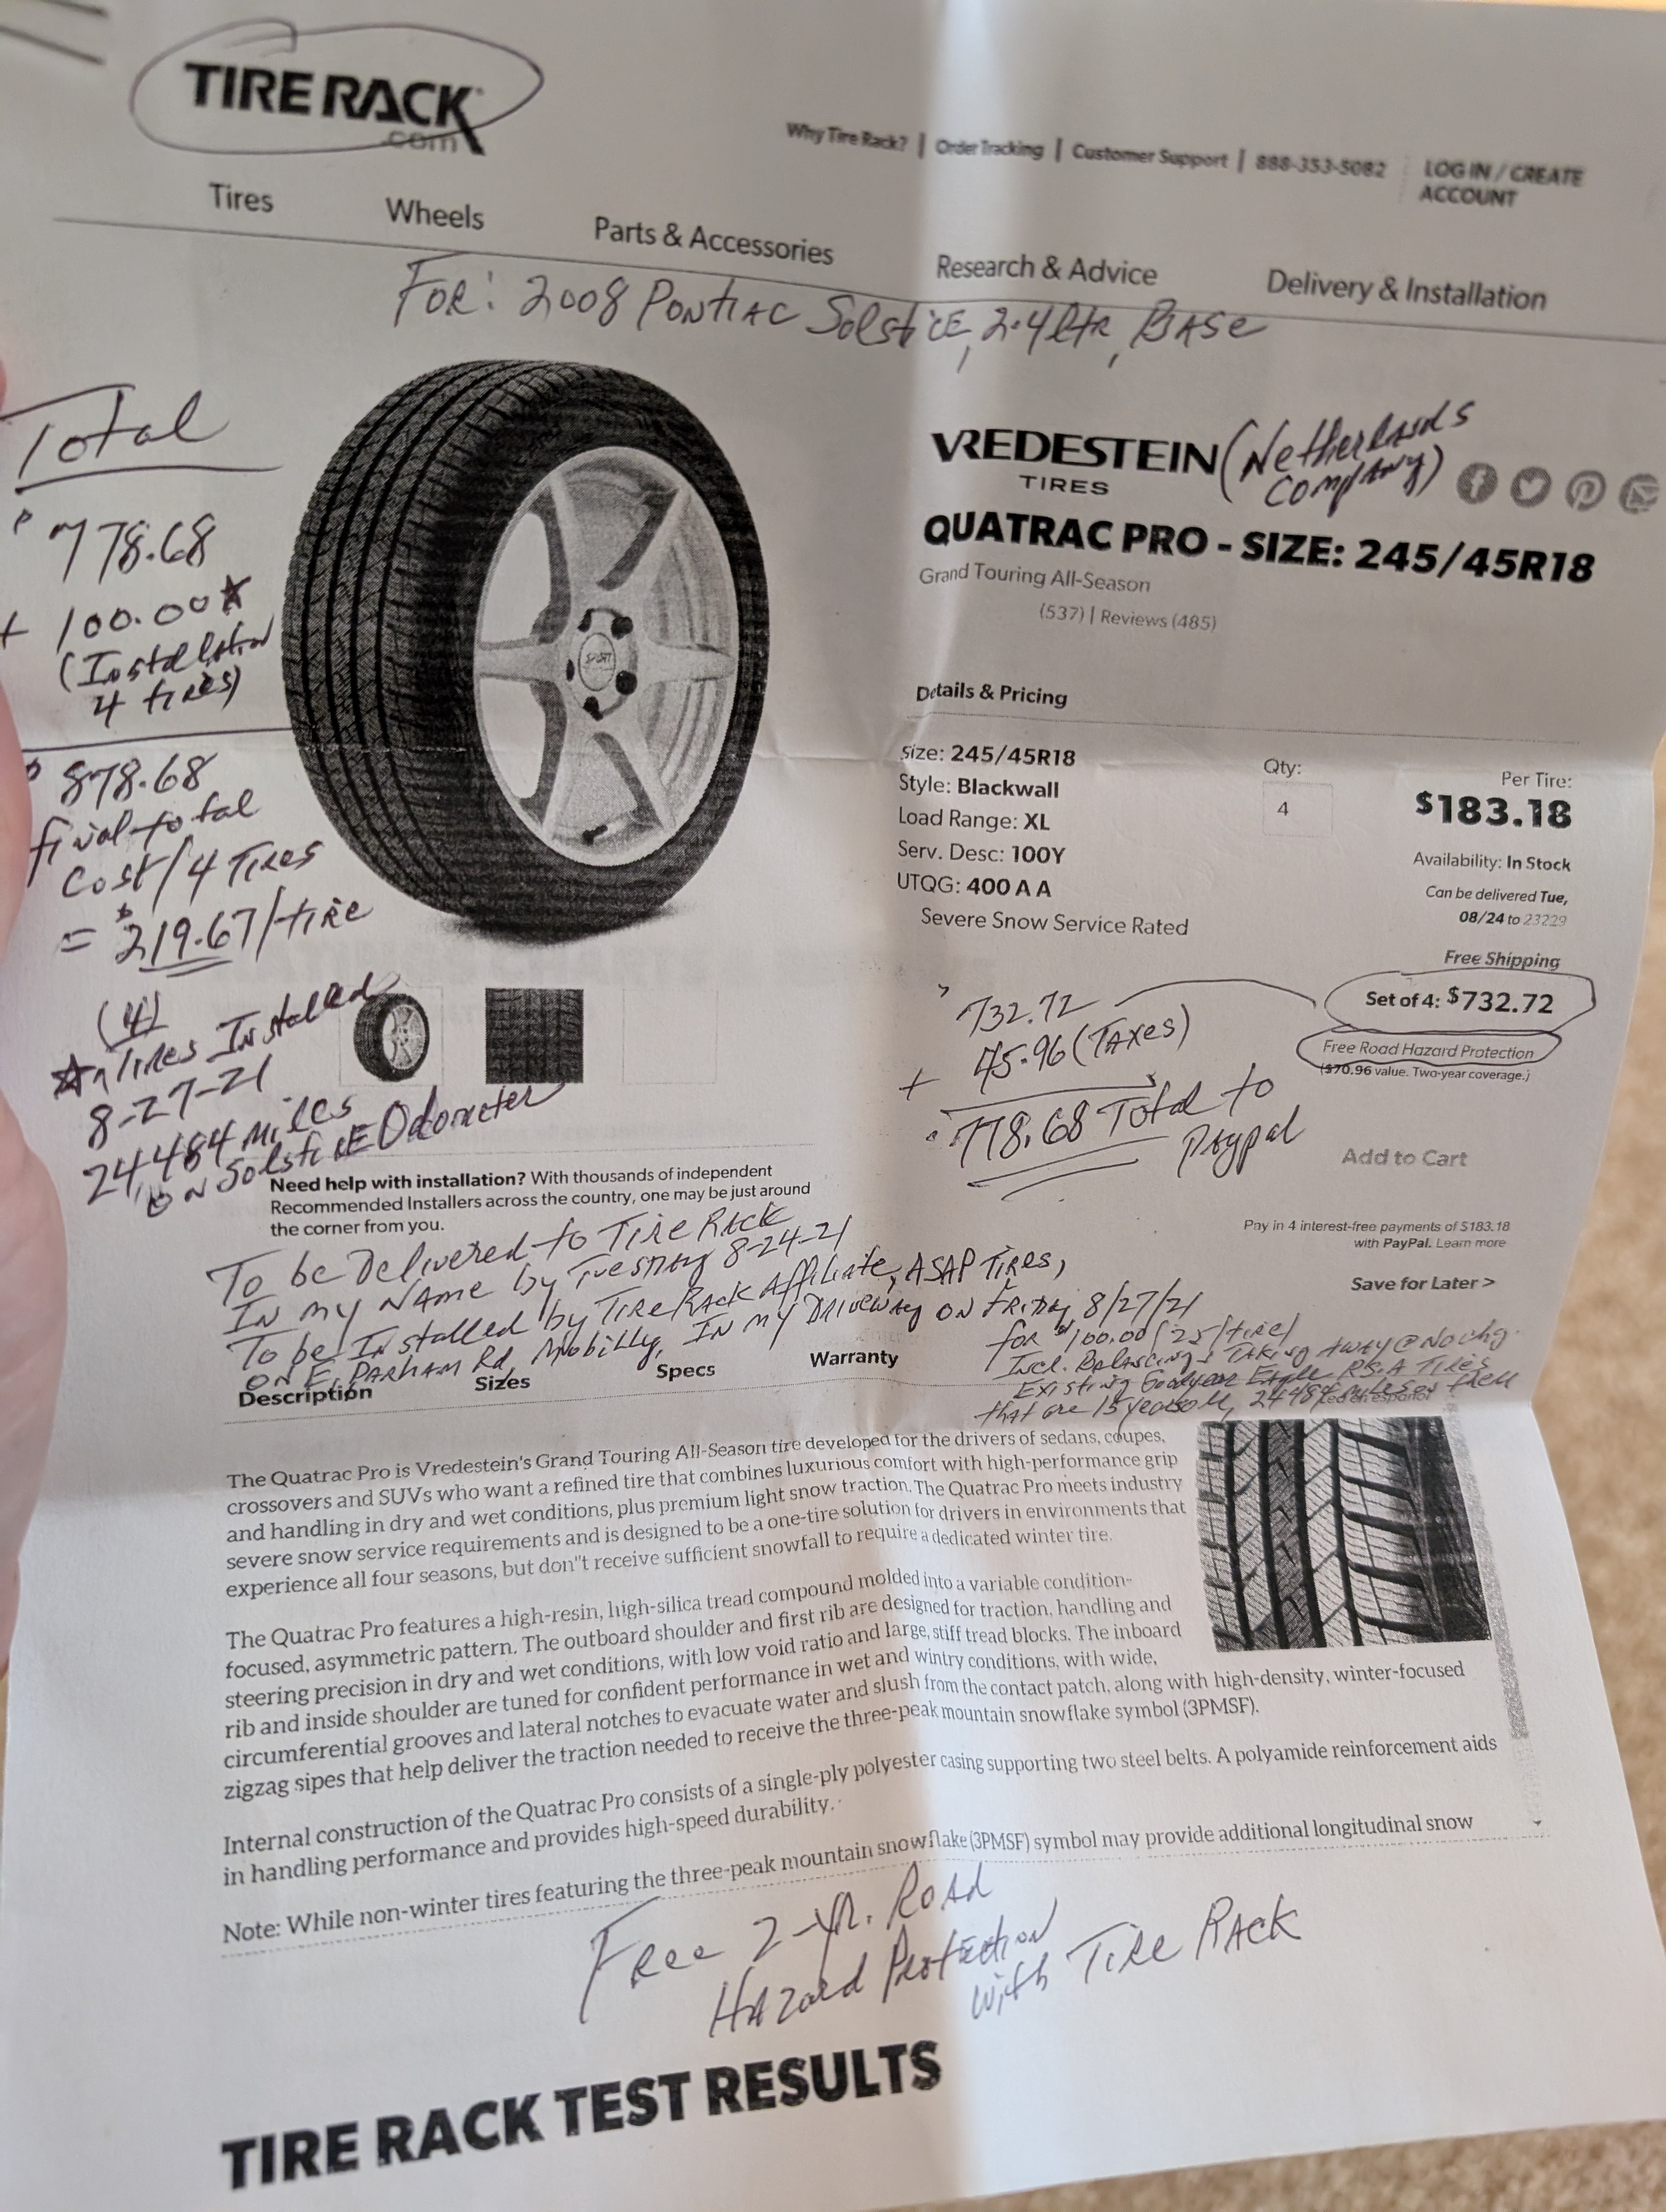 TIRE RACK
.com
Why Tire Rack? | Order Tracking | Customer Support | 888-353-5082
LOG IN / CREATE
ACCOUNT
Tires
Wheels
Parts & Accessories
Research & Advice
Delivery & Installation
FOR: 2008 PONTIAC SolsticE, 2.4 ltr, BASE
Total
$778.68
+ 100.00
(Installation
4 tires)
$878.68
final total
cost/4 TIRES
= $219.67/tire
(4)
Tires Installed
8-27-21
24,484 miles
ON SolsticE Odometer
SPORT
VREDESTEIN
TIRES
(Netherlands
Company)
QUATRAC PRO - SIZE: 245/45R18
Grand Touring All-Season
(537) | Reviews (485)
Details & Pricing
Size: 245/45R18
Style: Blackwall
Load Range: XL
Serv. Desc: 100Y
UTQG: 400 A A
Severe Snow Service Rated
Qty:
4
Per Tire:
$183.18
Availability: In Stock
Can be delivered Tue,
08/24 to 23229
Free Shipping
Set of 4: $732.72
Free Road Hazard Protection
($70.96 value. Two-year coverage.)
732.72
+ 45.96 (TAXES)
778.68 Total to
Paypal
Add to Cart
Pay in 4 interest-free payments of $183.18
with PayPal. Learn more
Save for Later >
Need help with installation? With thousands of independent
Recommended Installers across the country, one may be just around
the corner from you.
To be Delivered to Tire Rack
IN my NAME by Tuesday 8-24-21
To be Installed by TIRE RACK Affiliate, ASAP TIRES,
ON E. PARHAM Rd, Mobilly, IN my DRIVEWAY ON FRIDAY 8/27/21
for $100.00 ($25/tire)
Incl. Balancing & TAKING AWAY @ No chg.
Existing Goodyear Eagle RS.A TIRES
that are 15 years old, 24484 miles on them
Description
Sizes
Specs
Warranty
The Quatrac Pro is Vredestein's Grand Touring All-Season tire developed for the drivers of sedans, coupes,
crossovers and SUVs who want a refined tire that combines luxurious comfort with high-performance grip
and handling in dry and wet conditions, plus premium light snow traction. The Quatrac Pro meets industry
severe snow service requirements and is designed to be a one-tire solution for drivers in environments that
experience all four seasons, but don"t receive sufficient snowfall to require a dedicated winter tire.
The Quatrac Pro features a high-resin, high-silica tread compound molded into a variable condition-
focused, asymmetric pattern. The outboard shoulder and first rib are designed for traction, handling and
steering precision in dry and wet conditions, with low void ratio and large, stiff tread blocks. The inboard
rib and inside shoulder are tuned for confident performance in wet and wintry conditions, with wide,
circumferential grooves and lateral notches to evacuate water and slush from the contact patch, along with high-density, winter-focused
zigzag sipes that help deliver the traction needed to receive the three-peak mountain snowflake symbol (3PMSF).
Internal construction of the Quatrac Pro consists of a single-ply polyester casing supporting two steel belts. A polyamide reinforcement aids
in handling performance and provides high-speed durability.
Note: While non-winter tires featuring the three-peak mountain snowflake (3PMSF) symbol may provide additional longitudinal snow
FREE 2-YR. ROAD
HAZARD PROTECTION
with TIRE RACK
TIRE RACK TEST RESULTS